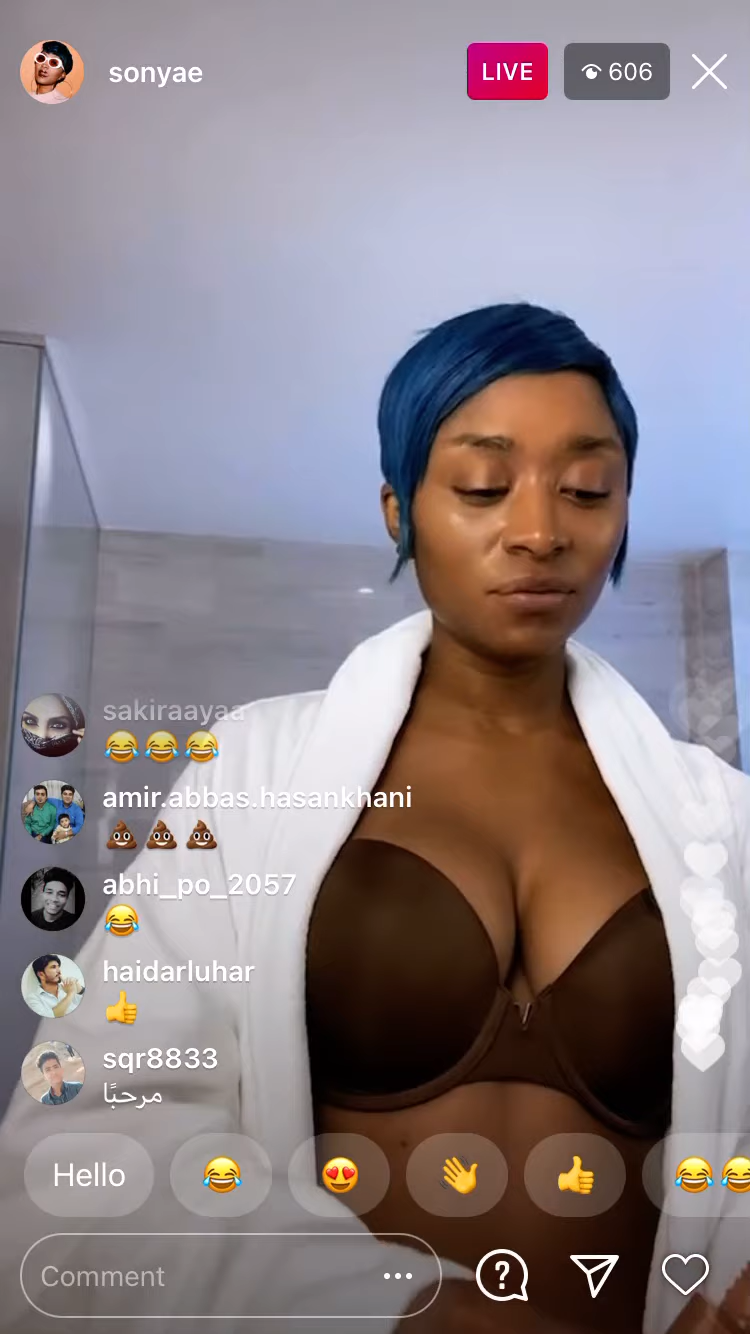 sonyae
LIVE
606
sakiraayaa
😂😂😂
amir.abbas.hasankhani
💩💩💩
abhi_po_2057
😂
haidarluhar
👍
sqr8833
مرحبًا
Hello 😂 😍 👋 👍 😂😂
Comment